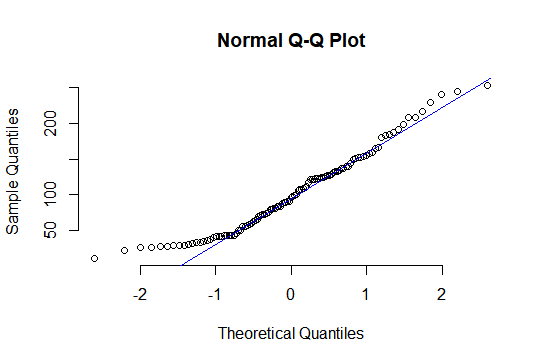 Normal Q-Q Plot
Sample Quantiles
200
100
50
-2 -1 0 1 2
Theoretical Quantiles